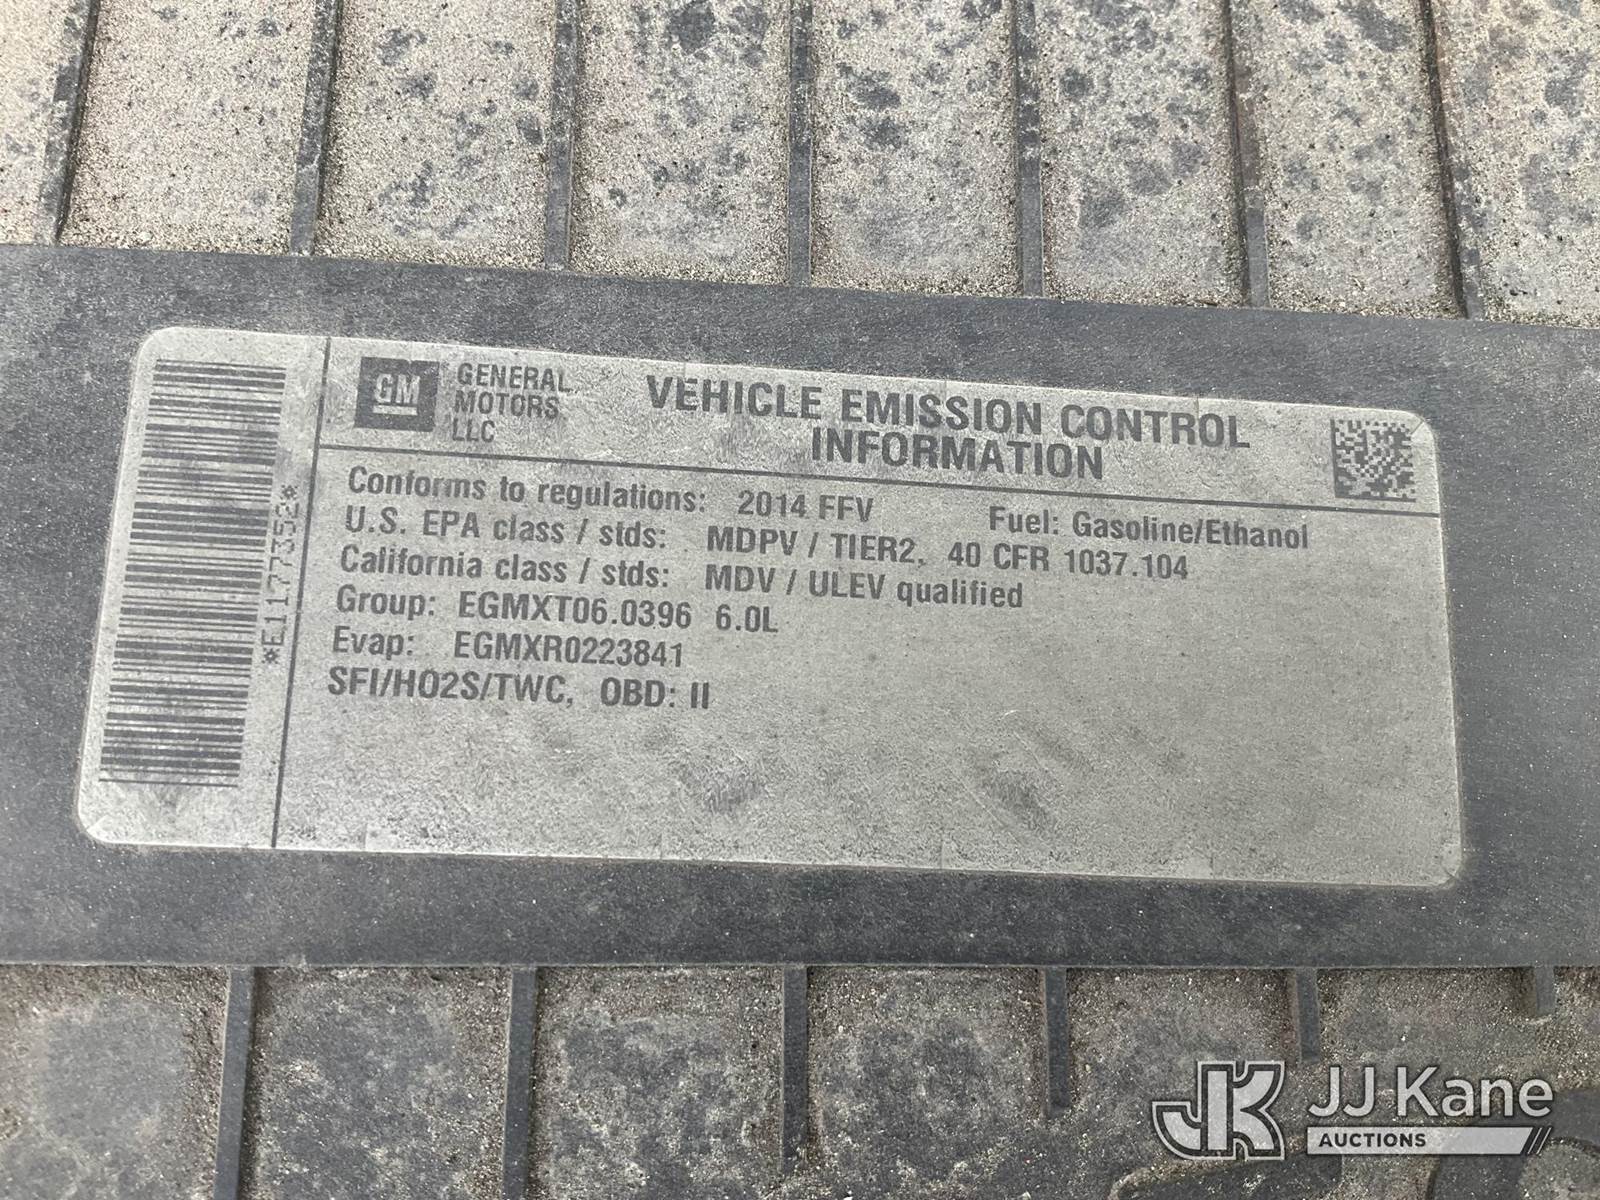 GM
GENERAL
MOTORS
LLC
VEHICLE EMISSION CONTROL
INFORMATION
Conforms to regulations: 2014 FFV Fuel: Gasoline/Ethanol
U.S. EPA class / stds: MDPV / TIER2, 40 CFR 1037.104
California class / stds: MDV / ULEV qualified
Group: EGMXT06.0396 6.0L
Evap: EGMXR0223841
SFI/HO2S/TWC, OBD: II
*E11773352*
JK JJ Kane
AUCTIONS